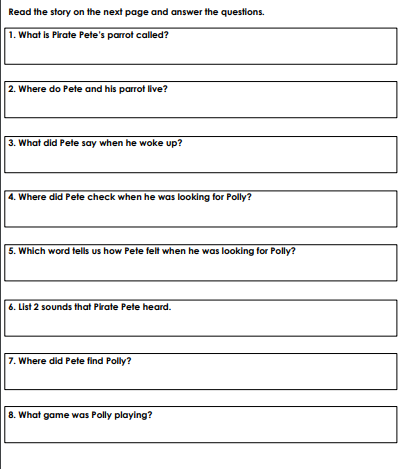 Read the story on the next page and answer the questions.
1. What is Pirate Pete's parrot called?
2. Where do Pete and his parrot live?
3. What did Pete say when he woke up?
4. Where did Pete check when he was looking for Polly?
5. Which word tells us how Pete felt when he was looking for Polly?
6. List 2 sounds that Pirate Pete heard.
7. Where did Pete find Polly?
8. What game was Polly playing?